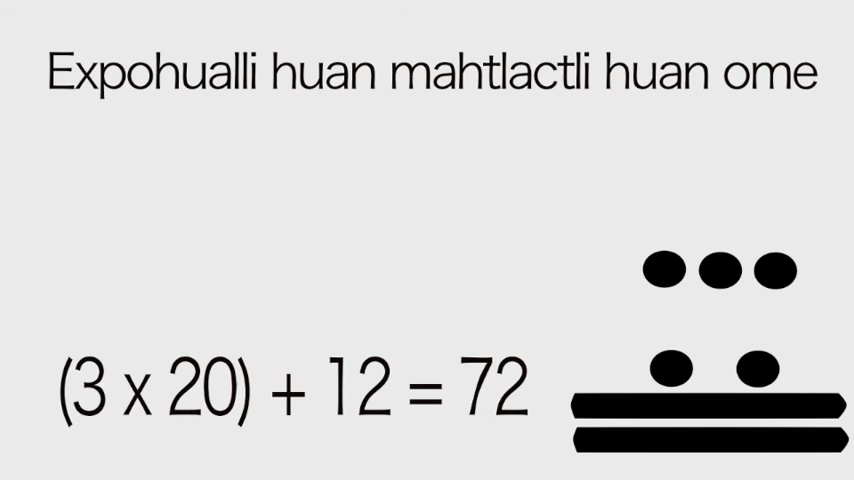 Expohualli huan mahtlactli huan ome
(3 x 20) + 12 = 72